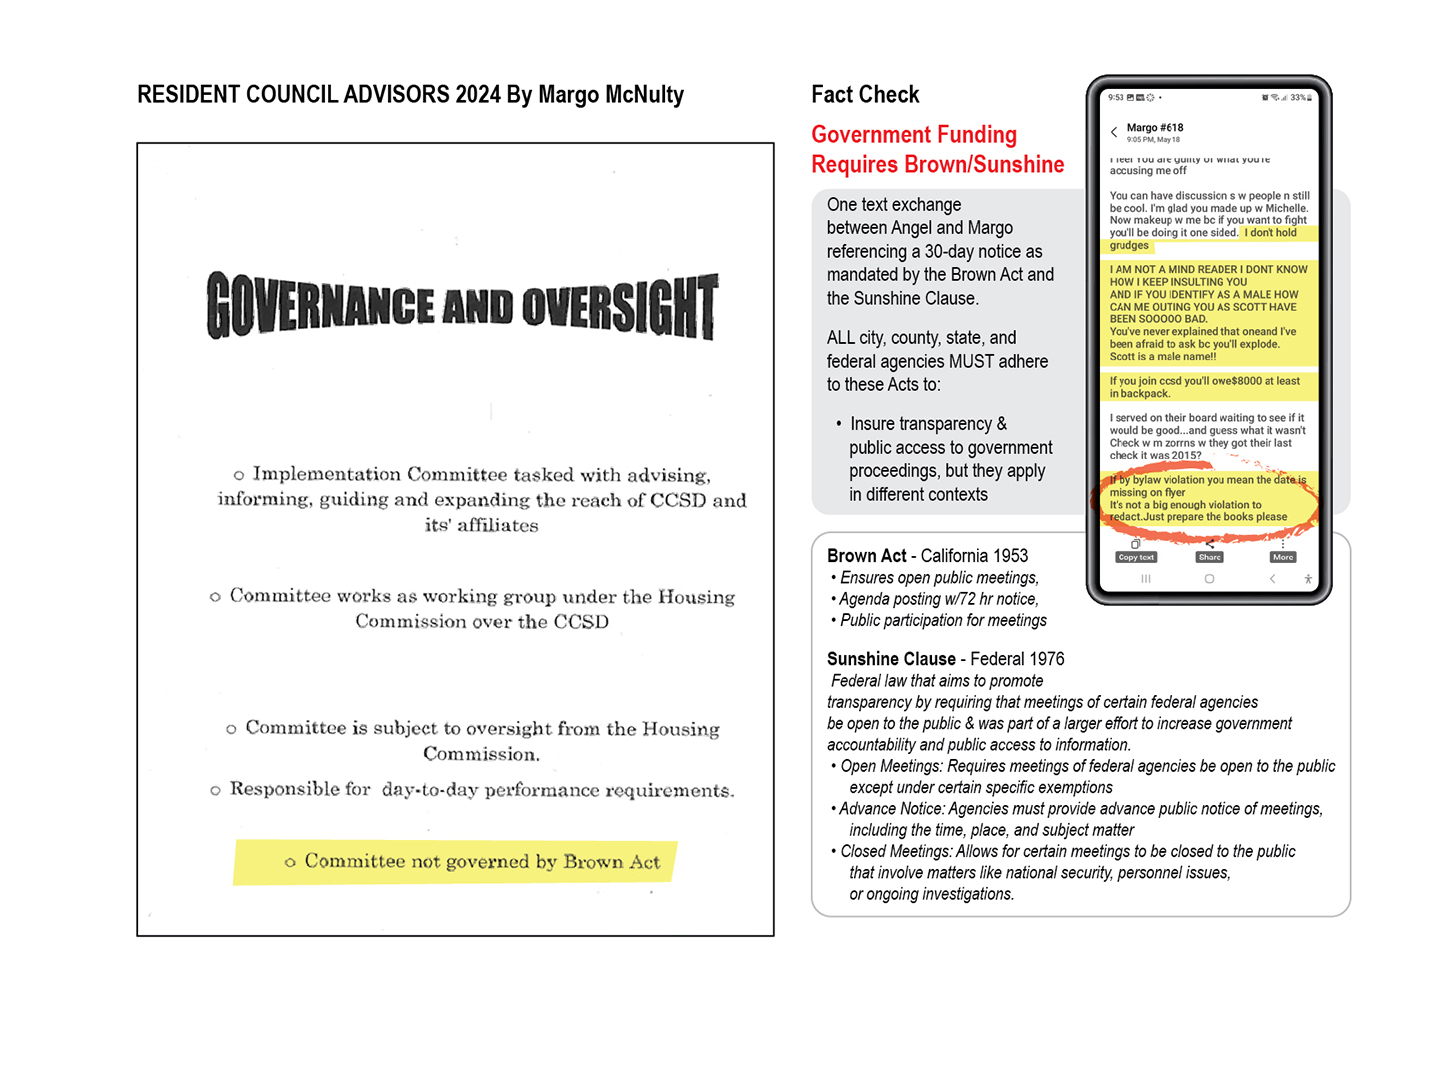 RESIDENT COUNCIL ADVISORS 2024 By Margo McNulty
GOVERNANCE AND OVERSIGHT
o Implementation Committee tasked with advising,
informing, guiding and expanding the reach of CCSD and
its' affiliates
o Committee works as working group under the Housing
Commission over the CCSD
o Committee is subject to oversight from the Housing
Commission.
o Responsible for day-to-day performance requirements.
o Committee not governed by Brown Act
Fact Check
Government Funding
Requires Brown/Sunshine
One text exchange
between Angel and Margo
referencing a 30-day notice as
mandated by the Brown Act and
the Sunshine Clause.
ALL city, county, state, and
federal agencies MUST adhere
to these Acts to:
• Insure transparency &
public access to government
proceedings, but they apply
in different contexts
9:53
33%
Margo #618
9:05 PM, May 18
I feel You are guilty of what you're
accusing me off
You can have discussion s w people n still
be cool. I'm glad you made up w Michelle.
Now makeup w me bc if you want to fight
you'll be doing it one sided. I don't hold
grudges
I AM NOT A MIND READER I DONT KNOW
HOW I KEEP INSULTING YOU
AND IF YOU IDENTIFY AS A MALE HOW
CAN ME OUTING YOU AS SCOTT HAVE
BEEN SOOOOO BAD.
You've never explained that oneand I've
been afraid to ask bc you'll explode.
Scott is a male name!!
If you join ccsd you'll owe$8000 at least
in backpack.
I served on their board waiting to see if it
would be good...and guess what it wasn't
Check w m zorrns w they got their last
check it was 2015?
If by bylaw violation you mean the date is
missing on flyer
It's not a big enough violation to
redact.Just prepare the books please
Copy text
Share
More
Brown Act - California 1953
• Ensures open public meetings,
• Agenda posting w/72 hr notice,
• Public participation for meetings
Sunshine Clause - Federal 1976
Federal law that aims to promote
transparency by requiring that meetings of certain federal agencies
be open to the public & was part of a larger effort to increase government
accountability and public access to information.
• Open Meetings: Requires meetings of federal agencies be open to the public
except under certain specific exemptions
• Advance Notice: Agencies must provide advance public notice of meetings,
including the time, place, and subject matter
• Closed Meetings: Allows for certain meetings to be closed to the public
that involve matters like national security, personnel issues,
or ongoing investigations.